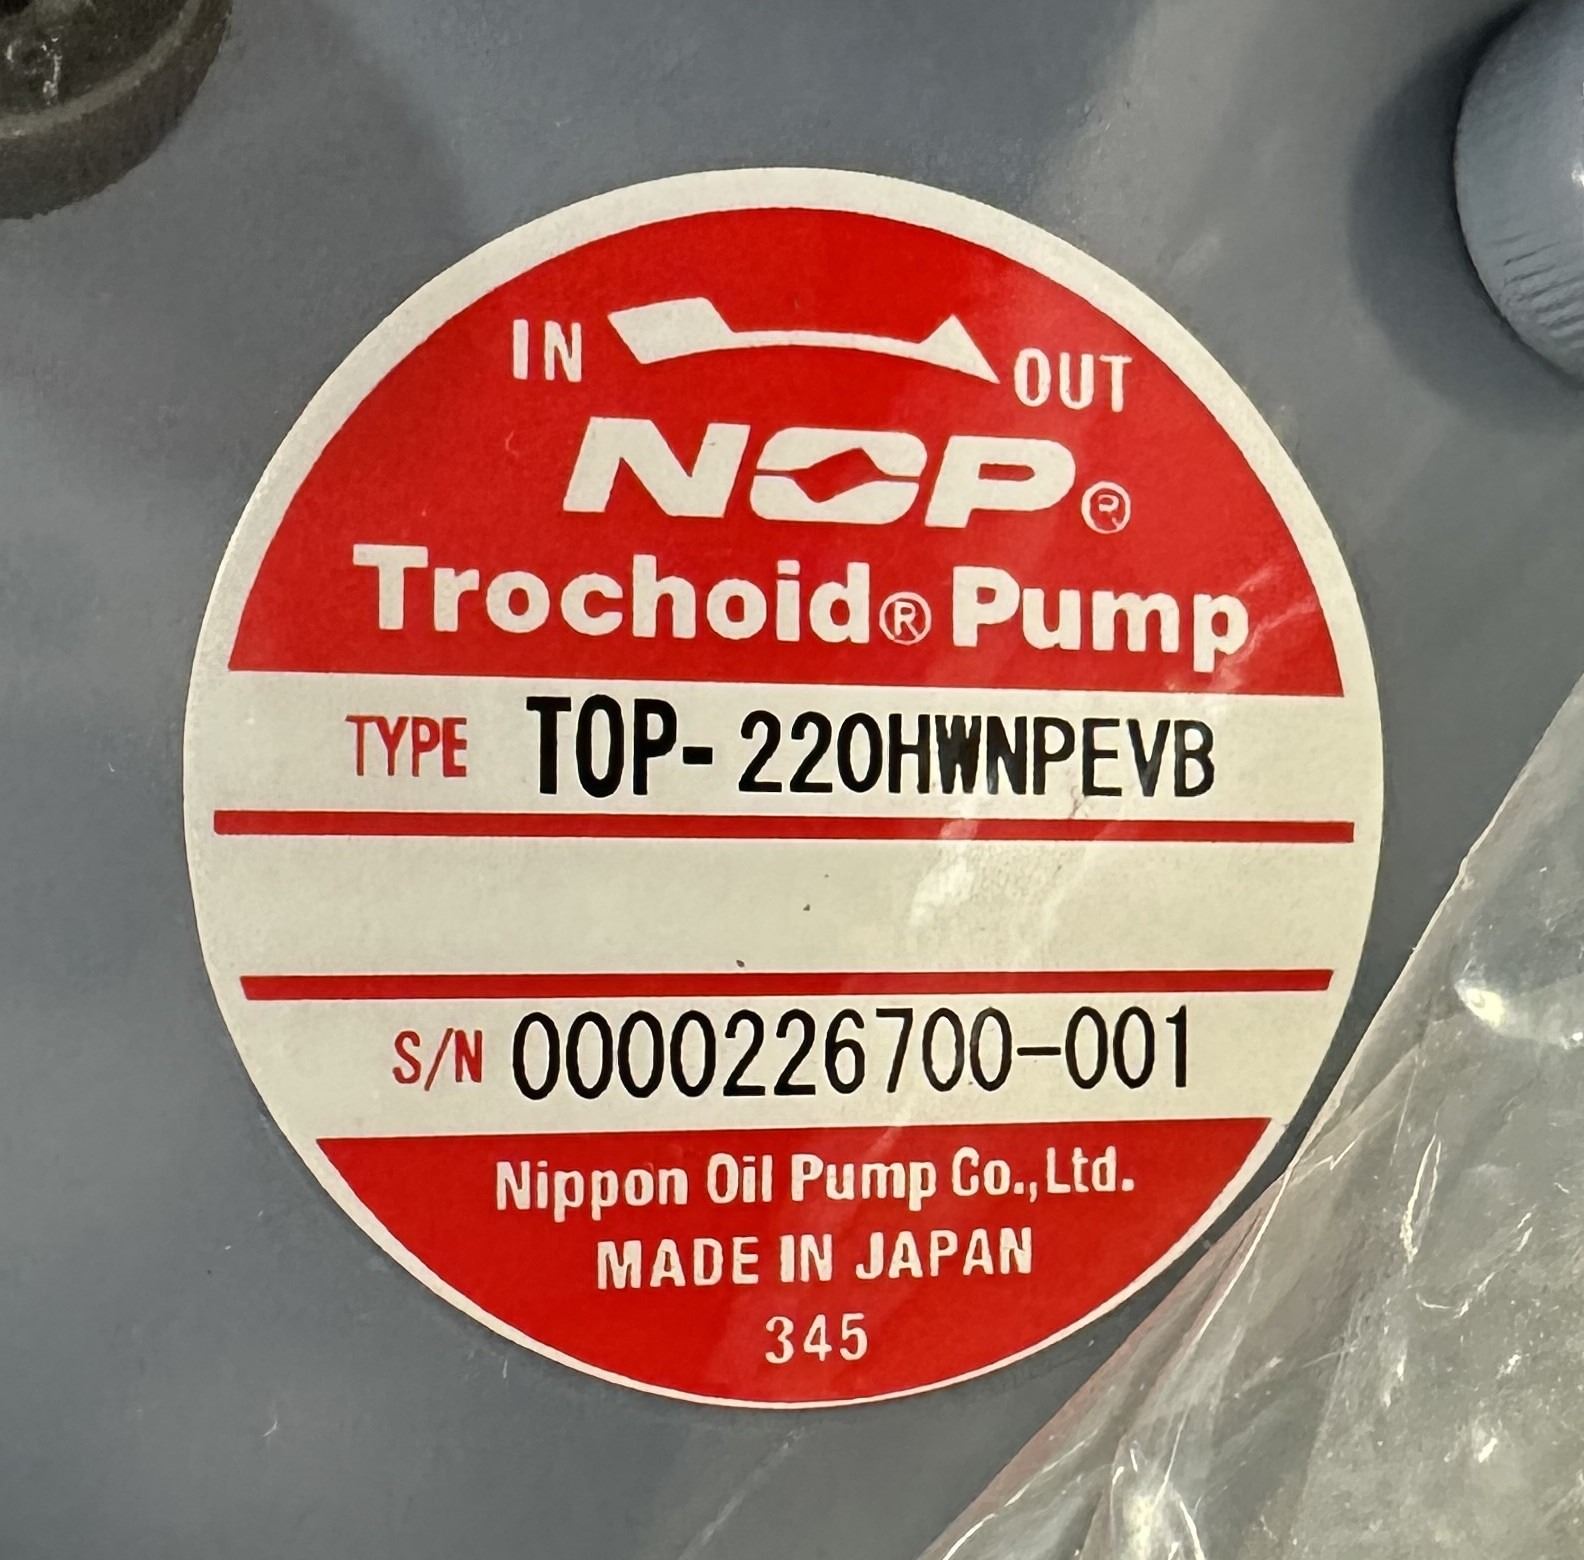 IN OUT
NOP®
Trochoid® Pump
TYPE TOP-220HWNPEVB
S/N 0000226700-001
Nippon Oil Pump Co.,Ltd.
MADE IN JAPAN
345